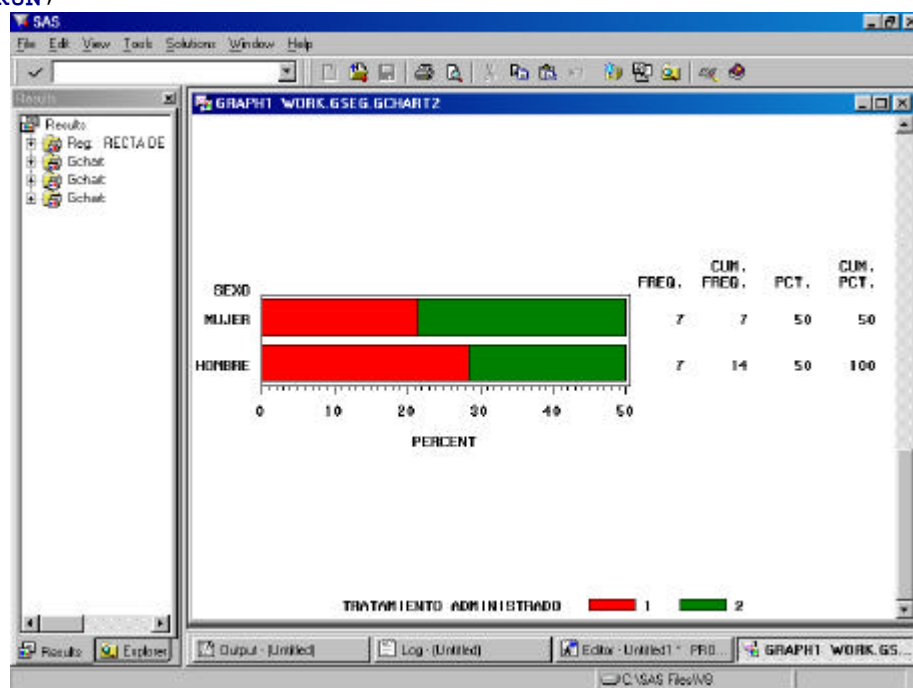 SAS
File Edit View Tools Solutions Window Help
Results
GRAPH1 WORK.GSEG.GCHART2
Results
Reg: RECTA DE
Gchart
Gchart
Gchart
SEXO FREQ. CUM. FREQ. PCT. CUM. PCT.
MUJER 7 7 50 50
HOMBRE 7 14 50 100
0 10 20 30 40 50
PERCENT
TRATAMIENTO ADMINISTRADO 1 2
Results Explorer Output - (Untitled) Log - (Untitled) Editor - Untitled1 * PRO... GRAPH1 WORK.GS...
C:\SAS Files\V8